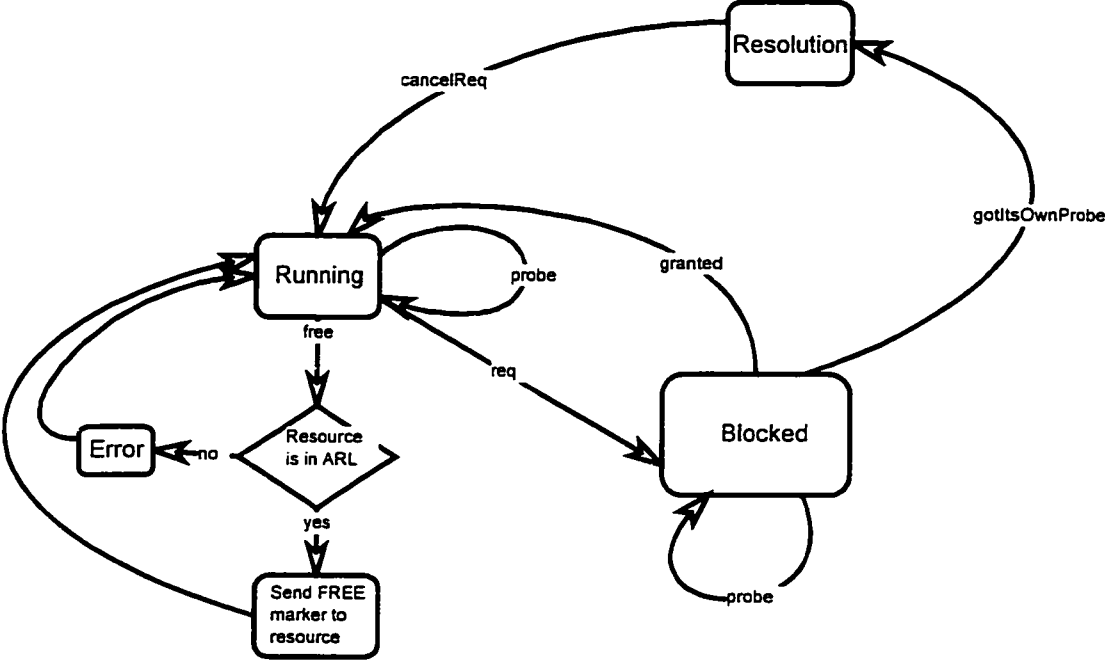 Resolution
cancelReq
gotItsOwnProbe
granted
Running
probe
free
req
Resource
is in ARL
Blocked
Error
no
yes
Send FREE
marker to
resource
probe